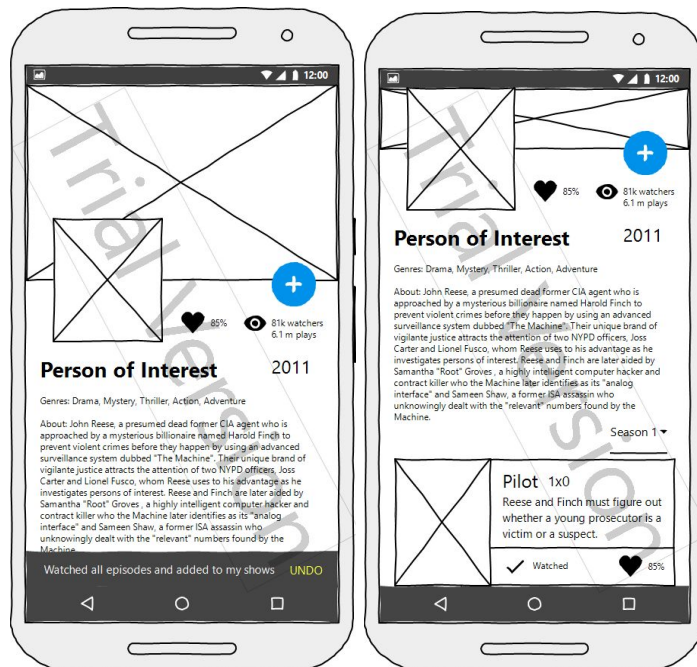 12:00
85%
81k watchers
6.1 m plays
Person of Interest
2011
Genres: Drama, Mystery, Thriller, Action, Adventure
About: John Reese, a presumed dead former CIA agent who is
approached by a mysterious billionaire named Harold Finch to
prevent violent crimes before they happen by using an advanced
surveillance system dubbed "The Machine". Their unique brand of
vigilante justice attracts the attention of two NYPD officers, Joss
Carter and Lionel Fusco, whom Reese uses to his advantage as he
investigates persons of interest. Reese and Finch are later aided by
Samantha "Root" Groves , a highly intelligent computer hacker and
contract killer who the Machine later identifies as its "analog
interface" and Sameen Shaw, a former ISA assassin who
unknowingly dealt with the "relevant" numbers found by the
Machine.
Watched all episodes and added to my shows UNDO
Trial Version
12:00
85%
81k watchers
6.1 m plays
Person of Interest
2011
Genres: Drama, Mystery, Thriller, Action, Adventure
About: John Reese, a presumed dead former CIA agent who is
approached by a mysterious billionaire named Harold Finch to
prevent violent crimes before they happen by using an advanced
surveillance system dubbed "The Machine". Their unique brand of
vigilante justice attracts the attention of two NYPD officers, Joss
Carter and Lionel Fusco, whom Reese uses to his advantage as he
investigates persons of interest. Reese and Finch are later aided by
Samantha "Root" Groves , a highly intelligent computer hacker and
contract killer who the Machine later identifies as its "analog
interface" and Sameen Shaw, a former ISA assassin who
unknowingly dealt with the "relevant" numbers found by the
Machine.
Season 1
Pilot 1x0
Reese and Finch must figure out
whether a young prosecutor is a
victim or a suspect.
Watched
85%
Trial Version